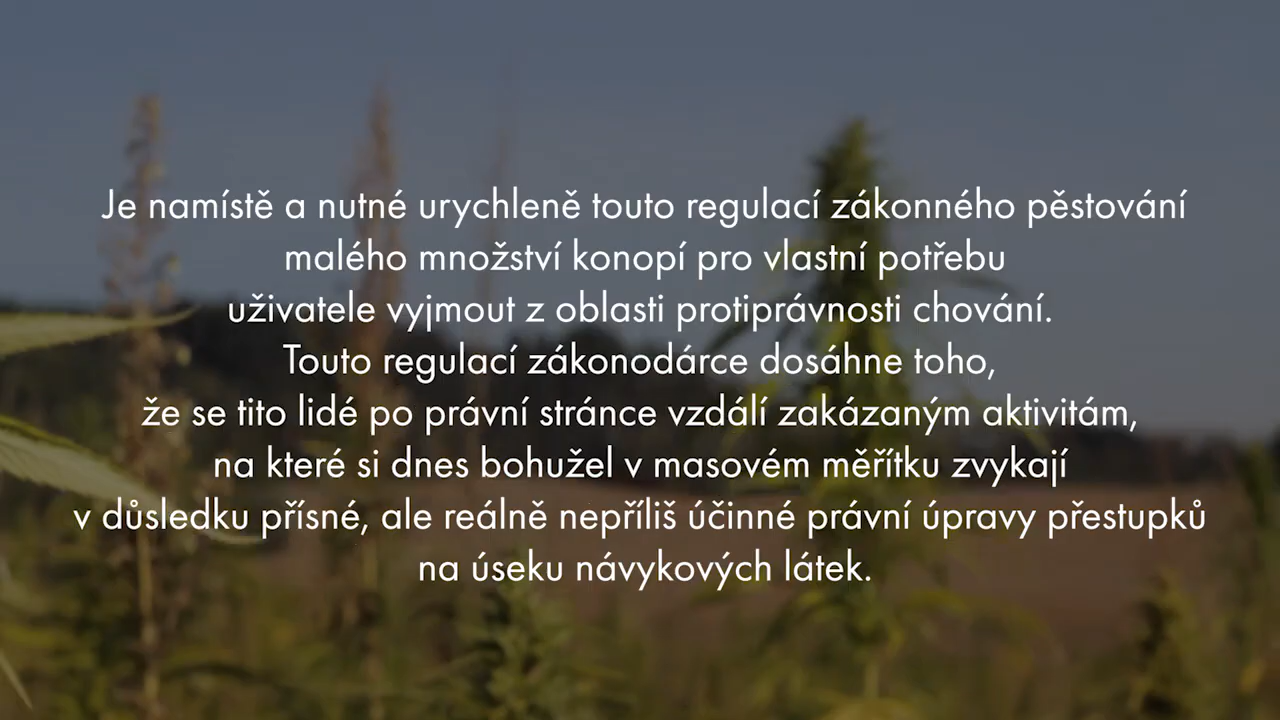 Je namístě a nutné urychleně touto regulací zákonného pěstování
malého množství konopí pro vlastní potřebu
uživatele vyjmout z oblasti protiprávnosti chování.
Touto regulací zákonodárce dosáhne toho,
že se tito lidé po právní stránce vzdálí zakázaným aktivitám,
na které si dnes bohužel v masovém měřítku zvykají
v důsledku přísné, ale reálně nepříliš účinné právní úpravy přestupků
na úseku návykových látek.